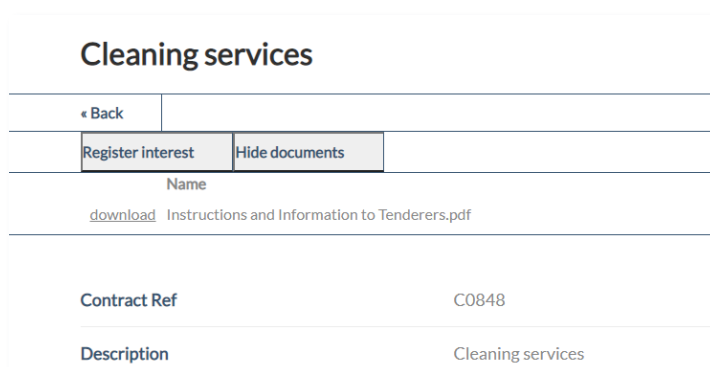 Cleaning services
« Back
Register interest Hide documents
Name
download Instructions and Information to Tenderers.pdf
Contract Ref C0848
Description Cleaning services